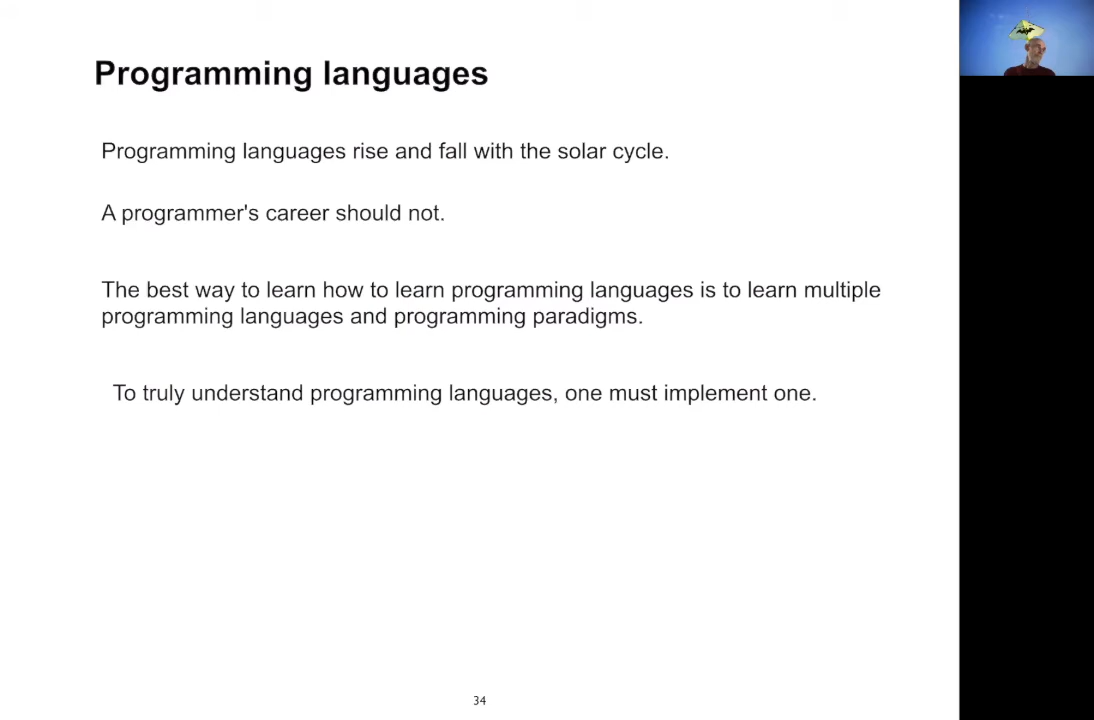 Programming languages
Programming languages rise and fall with the solar cycle.
A programmer's career should not.
The best way to learn how to learn programming languages is to learn multiple
programming languages and programming paradigms.
To truly understand programming languages, one must implement one.
34